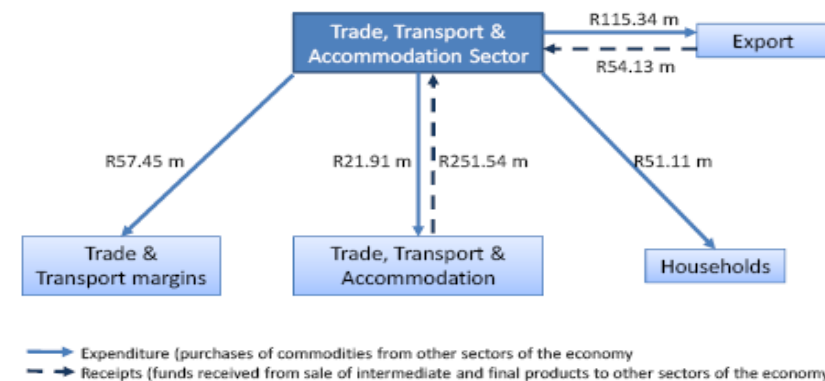 Trade, Transport &
Accommodation Sector
R115.34 m
Export
R54.13 m
R57.45 m
R21.91 m
R251.54 m
R51.11 m
Trade &
Transport margins
Trade, Transport &
Accommodation
Households
Expenditure (purchases of commodities from other sectors of the economy
Receipts (funds received from sale of intermediate and final products to other sectors of the economy